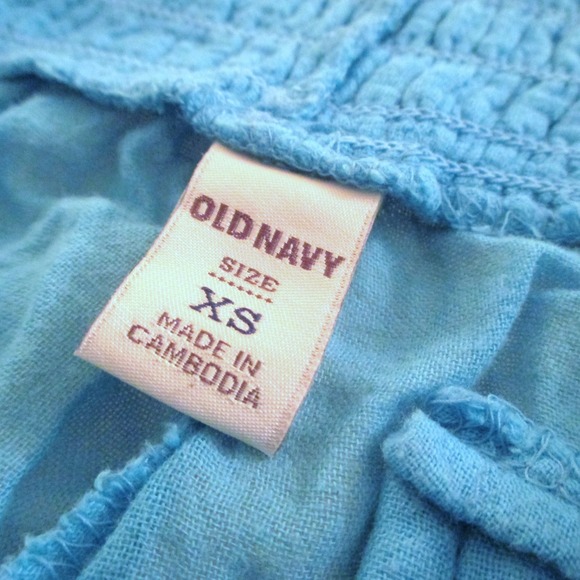 OLD NAVY
SIZE
XS
MADE IN
CAMBODIA